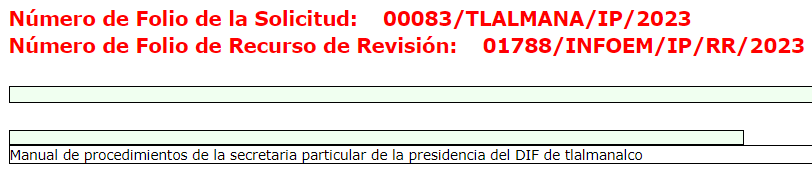 Número de Folio de la Solicitud: 00083/TLALMANA/IP/2023
Número de Folio de Recurso de Revisión: 01788/INFOEM/IP/RR/2023
Manual de procedimientos de la secretaria particular de la presidencia del DIF de tlalmanalco